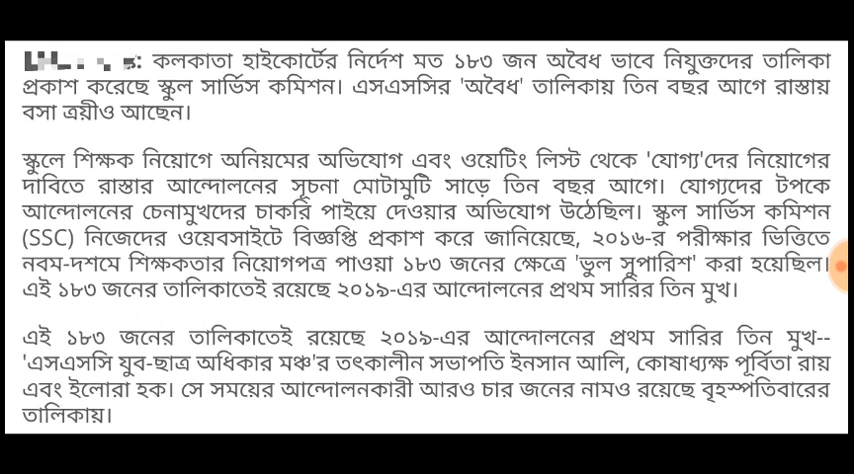 কলকাতা হাইকোর্টের নির্দেশ মত ১৮৩ জন অবৈধ ভাবে নিযুক্তদের তালিকা
প্রকাশ করেছে স্কুল সার্ভিস কমিশন। এসএসসির 'অবৈধ' তালিকায় তিন বছর আগে রাস্তায়
বসা ত্রয়ীও আছেন।
স্কুলে শিক্ষক নিয়োগে অনিয়মের অভিযোগ এবং ওয়েটিং লিস্ট থেকে 'যোগ্য'দের নিয়োগের
দাবিতে রাস্তার আন্দোলনের সূচনা মোটামুটি সাড়ে তিন বছর আগে। যোগ্যদের টপকে
আন্দোলনের চেনামুখদের চাকরি পাইয়ে দেওয়ার অভিযোগ উঠেছিল। স্কুল সার্ভিস কমিশন
(SSC) নিজেদের ওয়েবসাইটে বিজ্ঞপ্তি প্রকাশ করে জানিয়েছে, ২০১৬-র পরীক্ষার ভিত্তিতে
নবম-দশমে শিক্ষকতার নিয়োগপত্র পাওয়া ১৮৩ জনের ক্ষেত্রে 'ভুল সুপারিশ' করা হয়েছিল।
এই ১৮৩ জনের তালিকাতেই রয়েছে ২০১৯-এর আন্দোলনের প্রথম সারির তিন মুখ।
এই ১৮৩ জনের তালিকাতেই রয়েছে ২০১৯-এর আন্দোলনের প্রথম সারির তিন মুখ--
'এসএসসি যুব-ছাত্র অধিকার মঞ্চ'র তৎকালীন সভাপতি ইনসান আলি, কোষাধ্যক্ষ পূর্বিতা রায়
এবং ইলোরা হক। সে সময়ের আন্দোলনকারী আরও চার জনের নামও রয়েছে বৃহস্পতিবারের
তালিকায়।